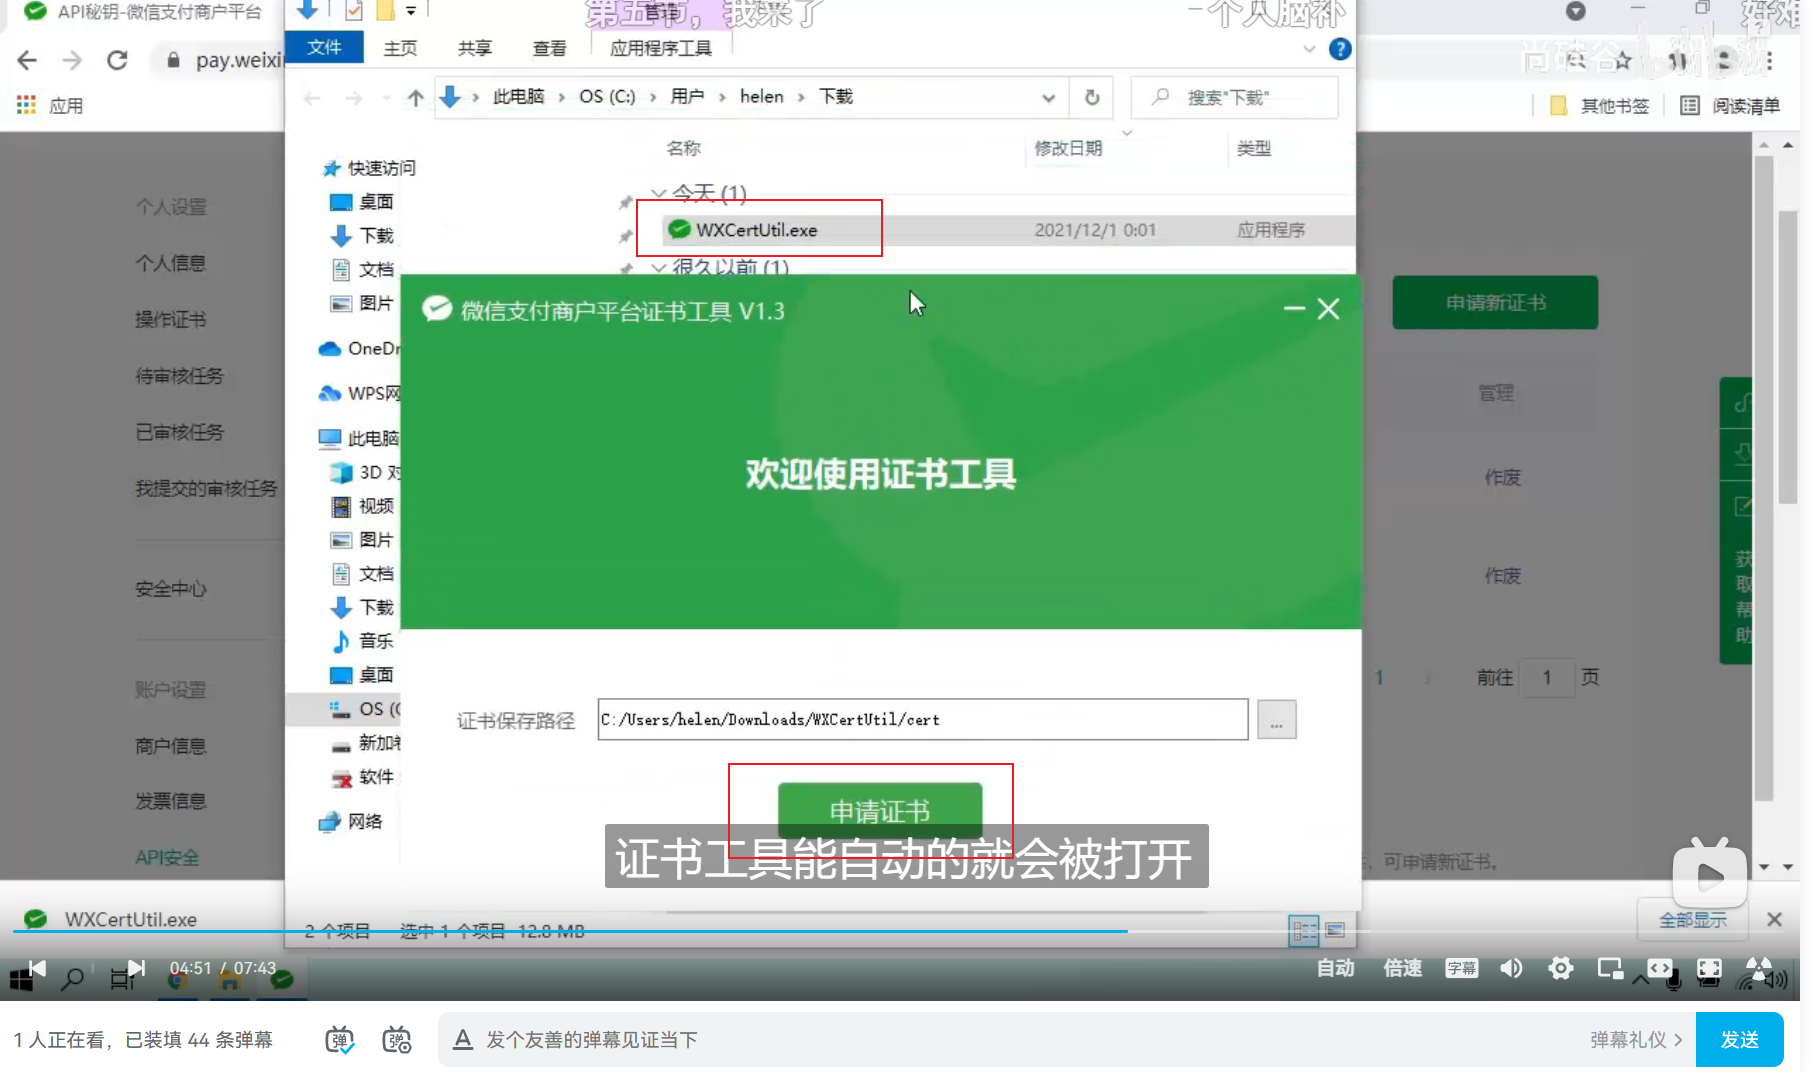 API秘钥-微信支付商户平台
管理
第五节，我来了
个人脑补
好难
文件
主页
共享
查看
应用程序工具
pay.weixi
尚硅谷
bilibili
应用
此电脑 › OS (C:) › 用户 › helen › 下载
搜索"下载"
其他书签
阅读清单
名称
修改日期
类型
快速访问
今天 (1)
桌面
WXCertUtil.exe
2021/12/1 0:01
应用程序
下载
很久以前 (1)
文档
图片
OneDr
WPS网
此电脑
3D 对
视频
图片
文档
下载
音乐
桌面
OS (C
新加卷
软件
网络
个人设置
个人信息
操作证书
待审核任务
已审核任务
我提交的审核任务
安全中心
账户设置
商户信息
发票信息
API安全
微信支付商户平台证书工具 V1.3
欢迎使用证书工具
证书保存路径
C:/Users/helen/Downloads/WXCertUtil/cert
...
申请证书
证书工具能自动的就会被打开
申请新证书
管理
作废
作废
获取帮助
1
前往 1 页
，可申请新证书。
WXCertUtil.exe
2 个项目
选中 1 个项目 12.8 MB
全部显示
04:51 / 07:43
自动
倍速
字幕
1 人正在看，已装填 44 条弹幕
弹
弹
A
发个友善的弹幕见证当下
弹幕礼仪 >
发送